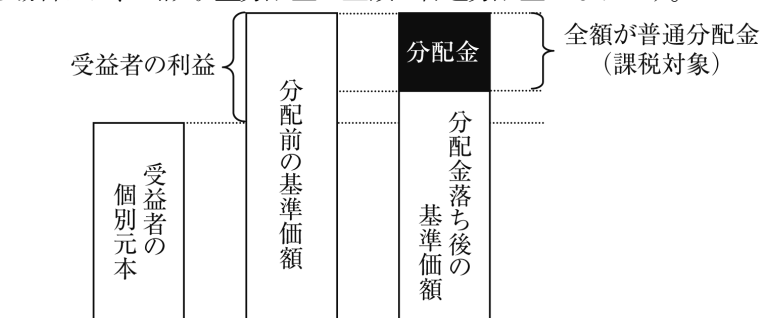 受益者の利益
分配金
全額が普通分配金
（課税対象）
分配前の基準価額
受益者の
個別元本
分配金落ち後の
基準価額